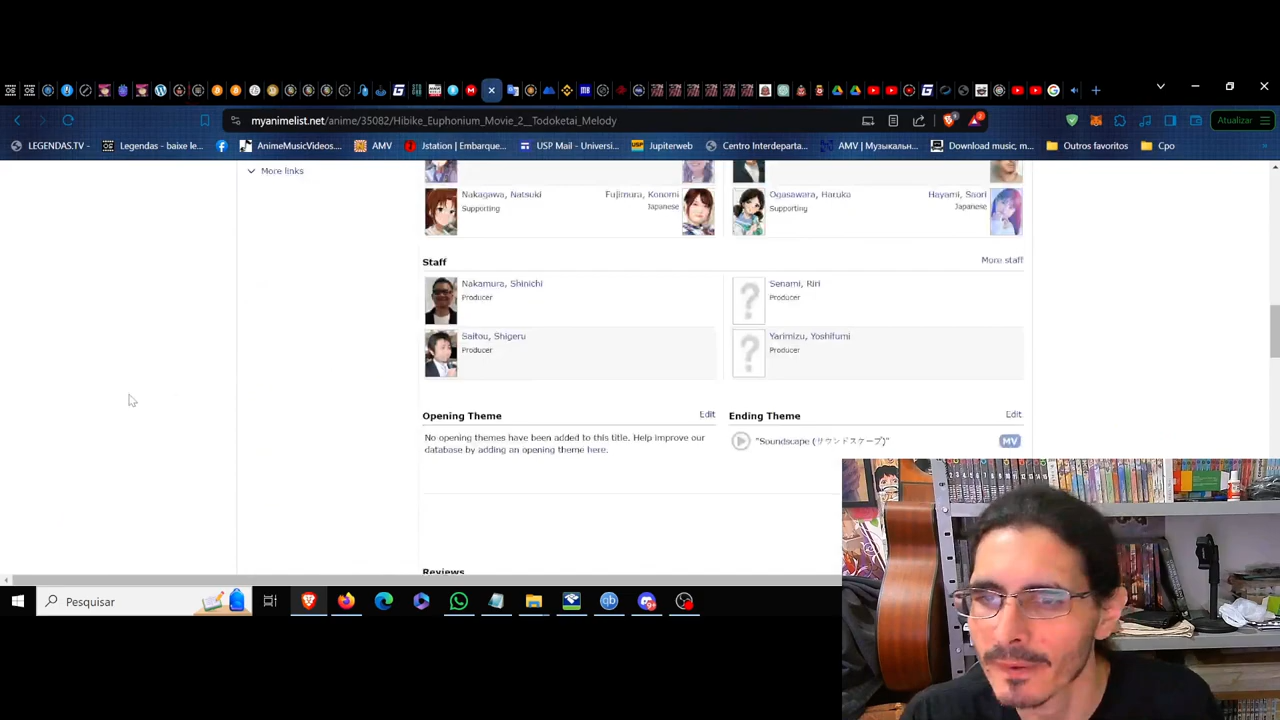 myanimelist.net/anime/35082/Hibike_Euphonium_Movie_2__Todoketai_Melody
Atualizar
LEGENDAS.TV
Legendas - baixe le...
AnimeMusicVideos...
AMV
Jstation | Embarque...
USP Mail - Universi...
Jupiterweb
Centro Interdeparta...
AMV | Музыкальн...
Download music, m...
Outros favoritos
Cpo
More links
Nakagawa, Natsuki
Supporting
Fujimura, Konomi
Japanese
Ogasawara, Haruka
Supporting
Hayami, Saori
Japanese
Staff
More staff
Nakamura, Shinichi
Producer
Senami, Riri
Producer
Saitou, Shigeru
Producer
Yarimizu, Yoshifumi
Producer
Opening Theme
Edit
Ending Theme
Edit
No opening themes have been added to this title. Help improve our
database by adding an opening theme here.
"Soundscape (サウンドスケープ)"
MV
Reviews
Pesquisar